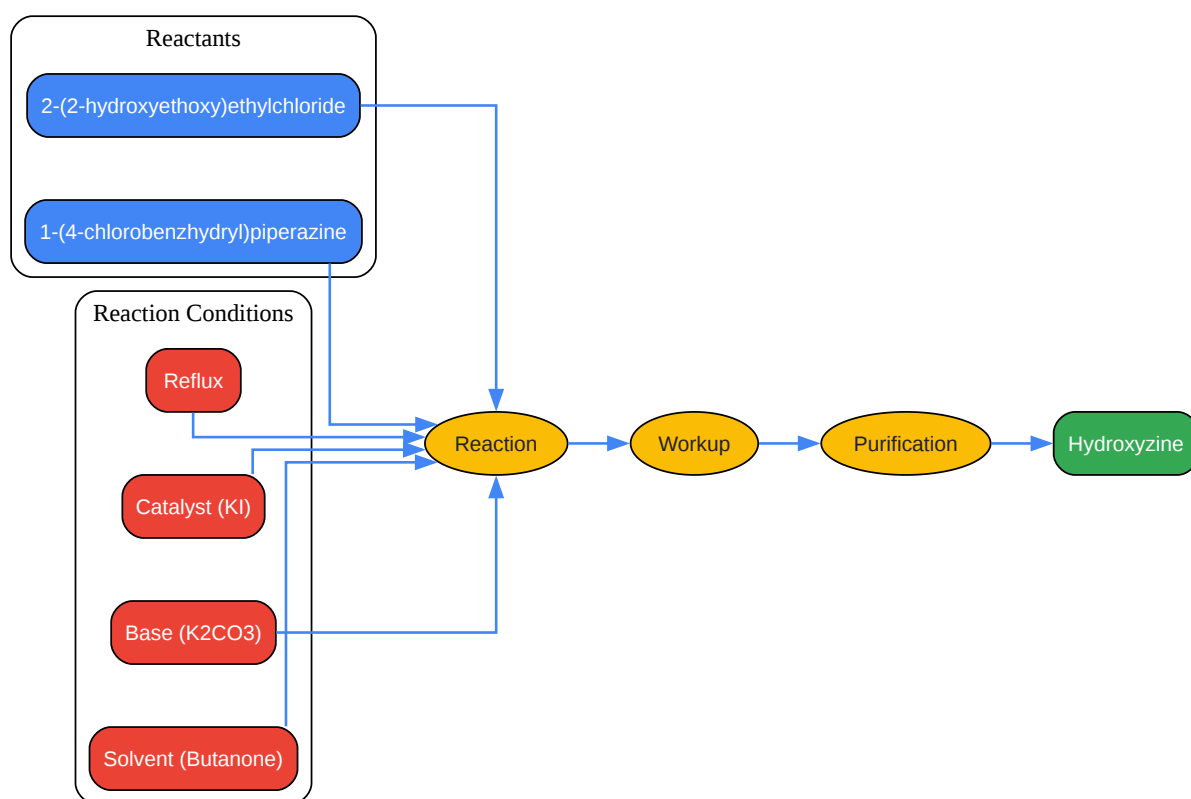 Reactants
2-(2-hydroxyethoxy)ethylchloride
1-(4-chlorobenzhydryl)piperazine
Reaction Conditions
Reflux
Catalyst (KI)
Base (K2CO3)
Solvent (Butanone)
Reaction
Workup
Purification
Hydroxyzine